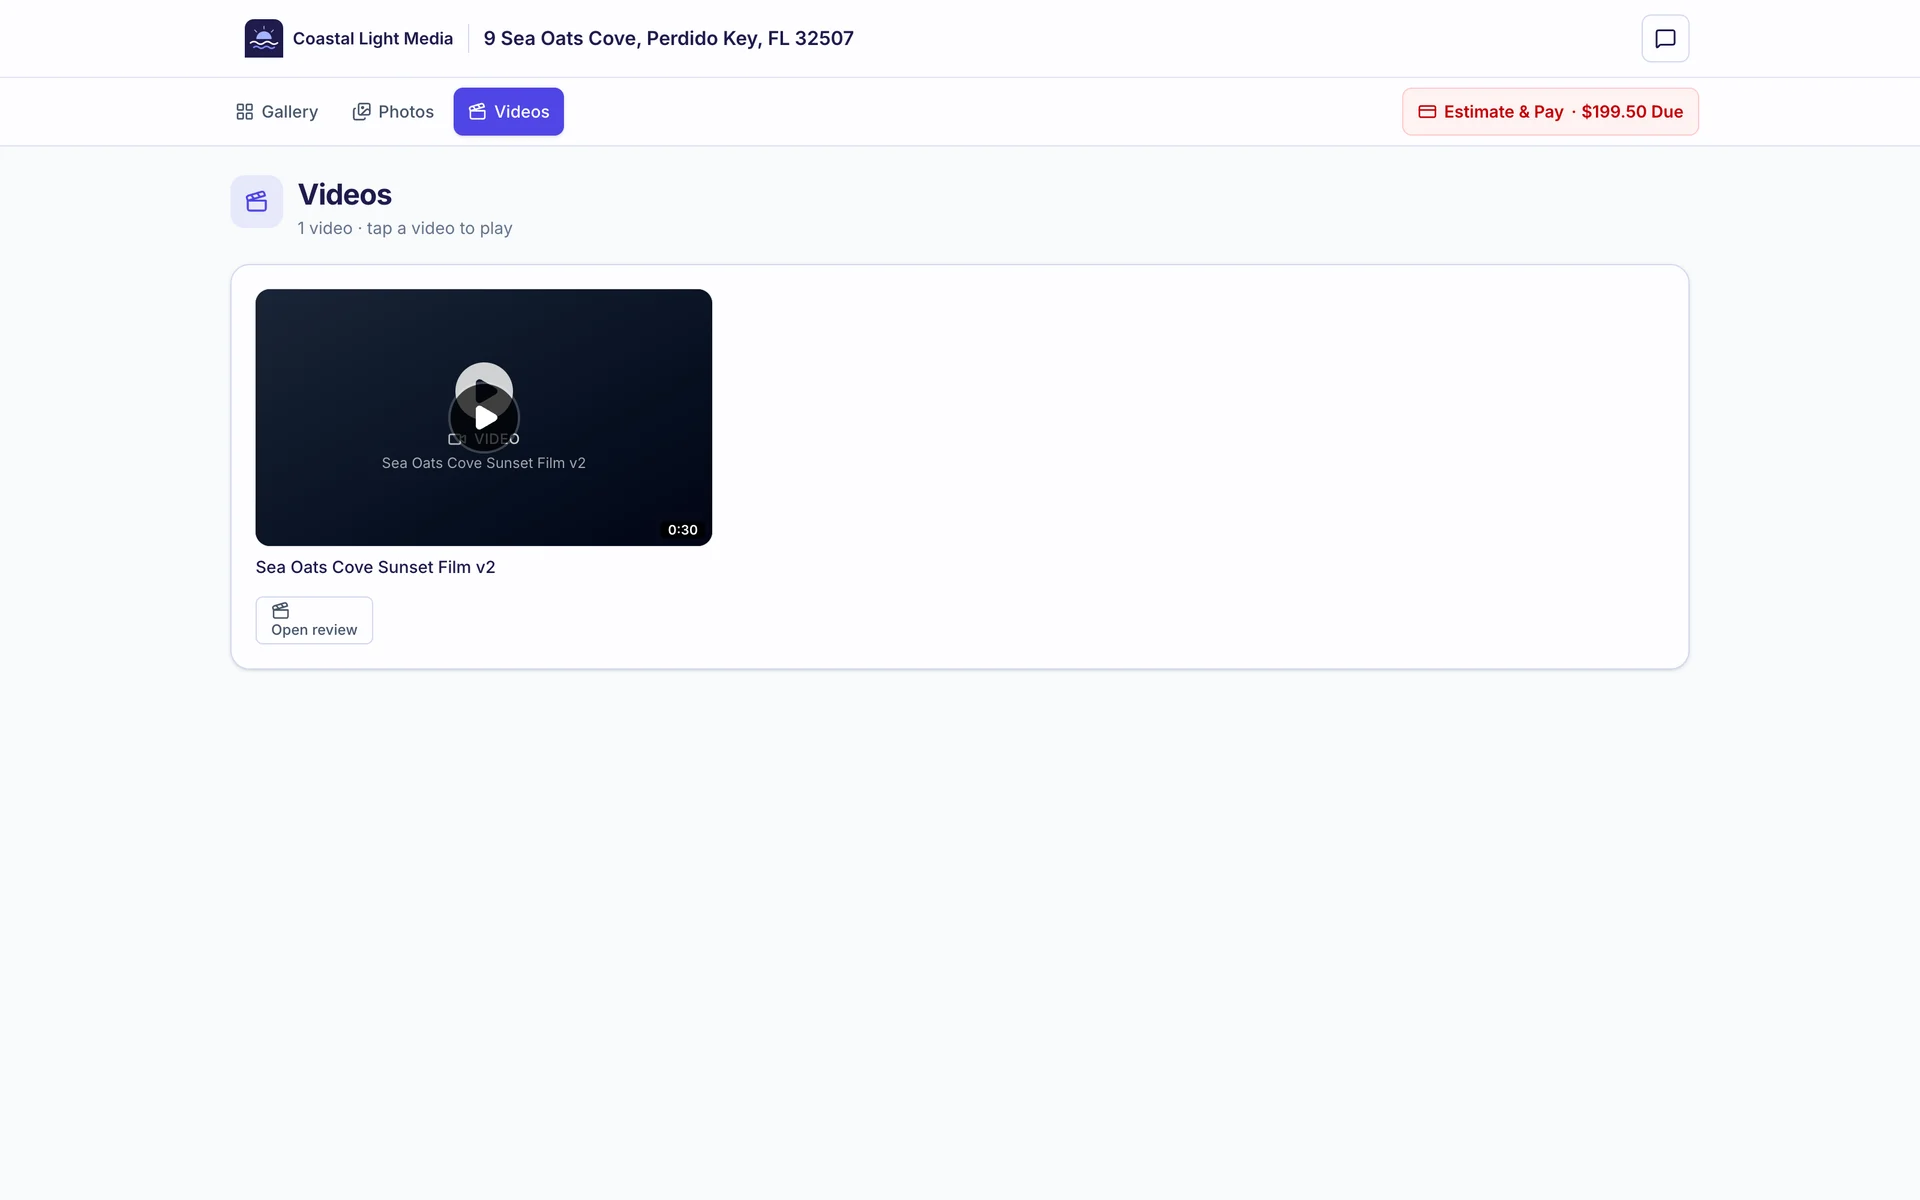 Coastal Light Media
9 Sea Oats Cove, Perdido Key, FL 32507
Gallery
Photos
Videos
Estimate & Pay · $199.50 Due
Videos
1 video · tap a video to play
VIDEO
Sea Oats Cove Sunset Film v2
0:30
Sea Oats Cove Sunset Film v2
Open review